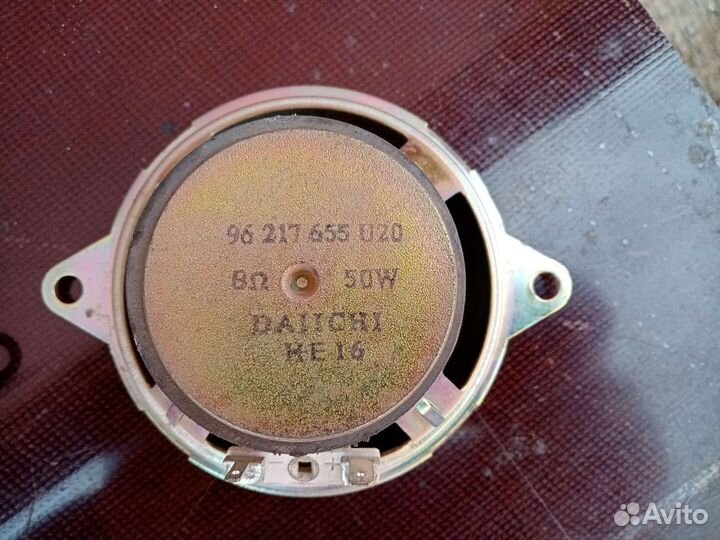 96 217 655 U20
8Ω 50W
DAIICHI
KE16
+
Avito